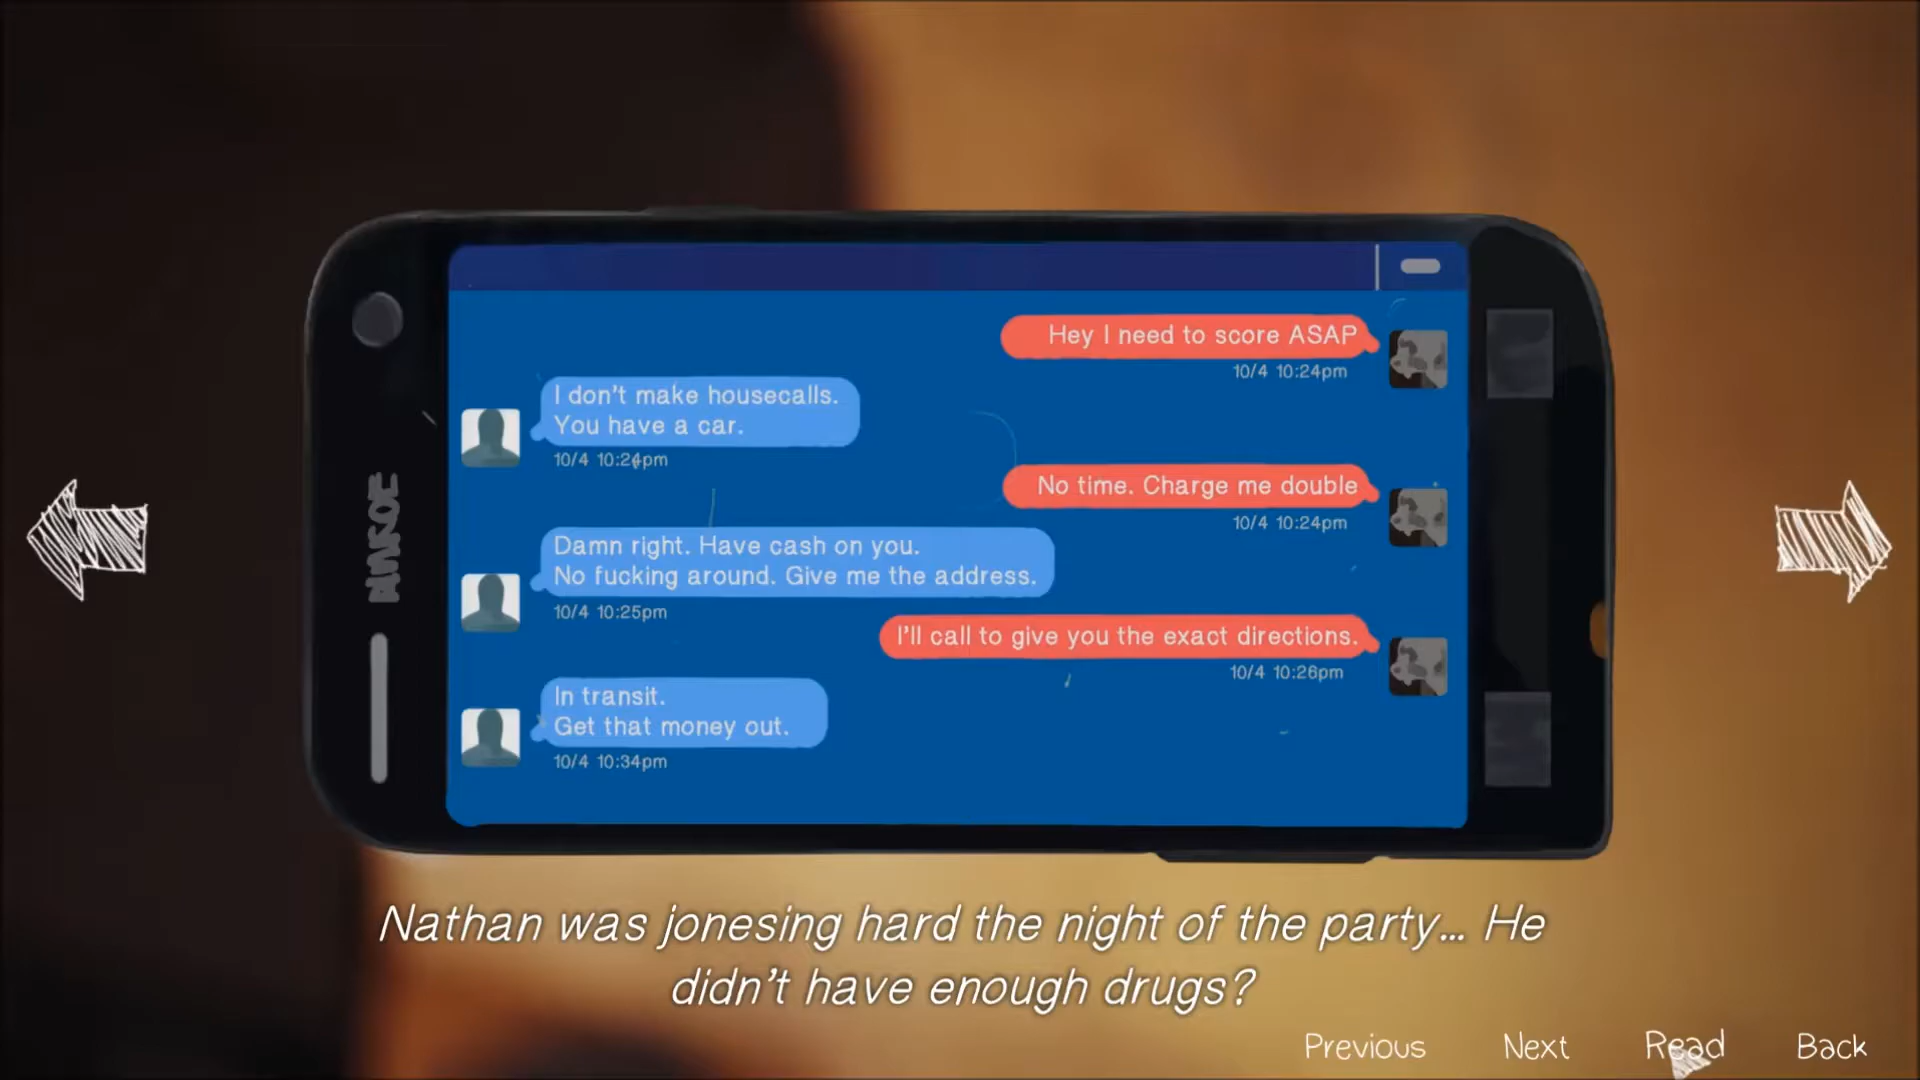 Hey I need to score ASAP
10/4 10:24pm
I don't make housecalls.
You have a car.
10/4 10:24pm
No time. Charge me double
10/4 10:24pm
Damn right. Have cash on you.
No fucking around. Give me the address.
10/4 10:25pm
I'll call to give you the exact directions.
10/4 10:26pm
In transit.
Get that money out.
10/4 10:34pm
Nathan was jonesing hard the night of the party... He
didn't have enough drugs?
Previous Next Read Back